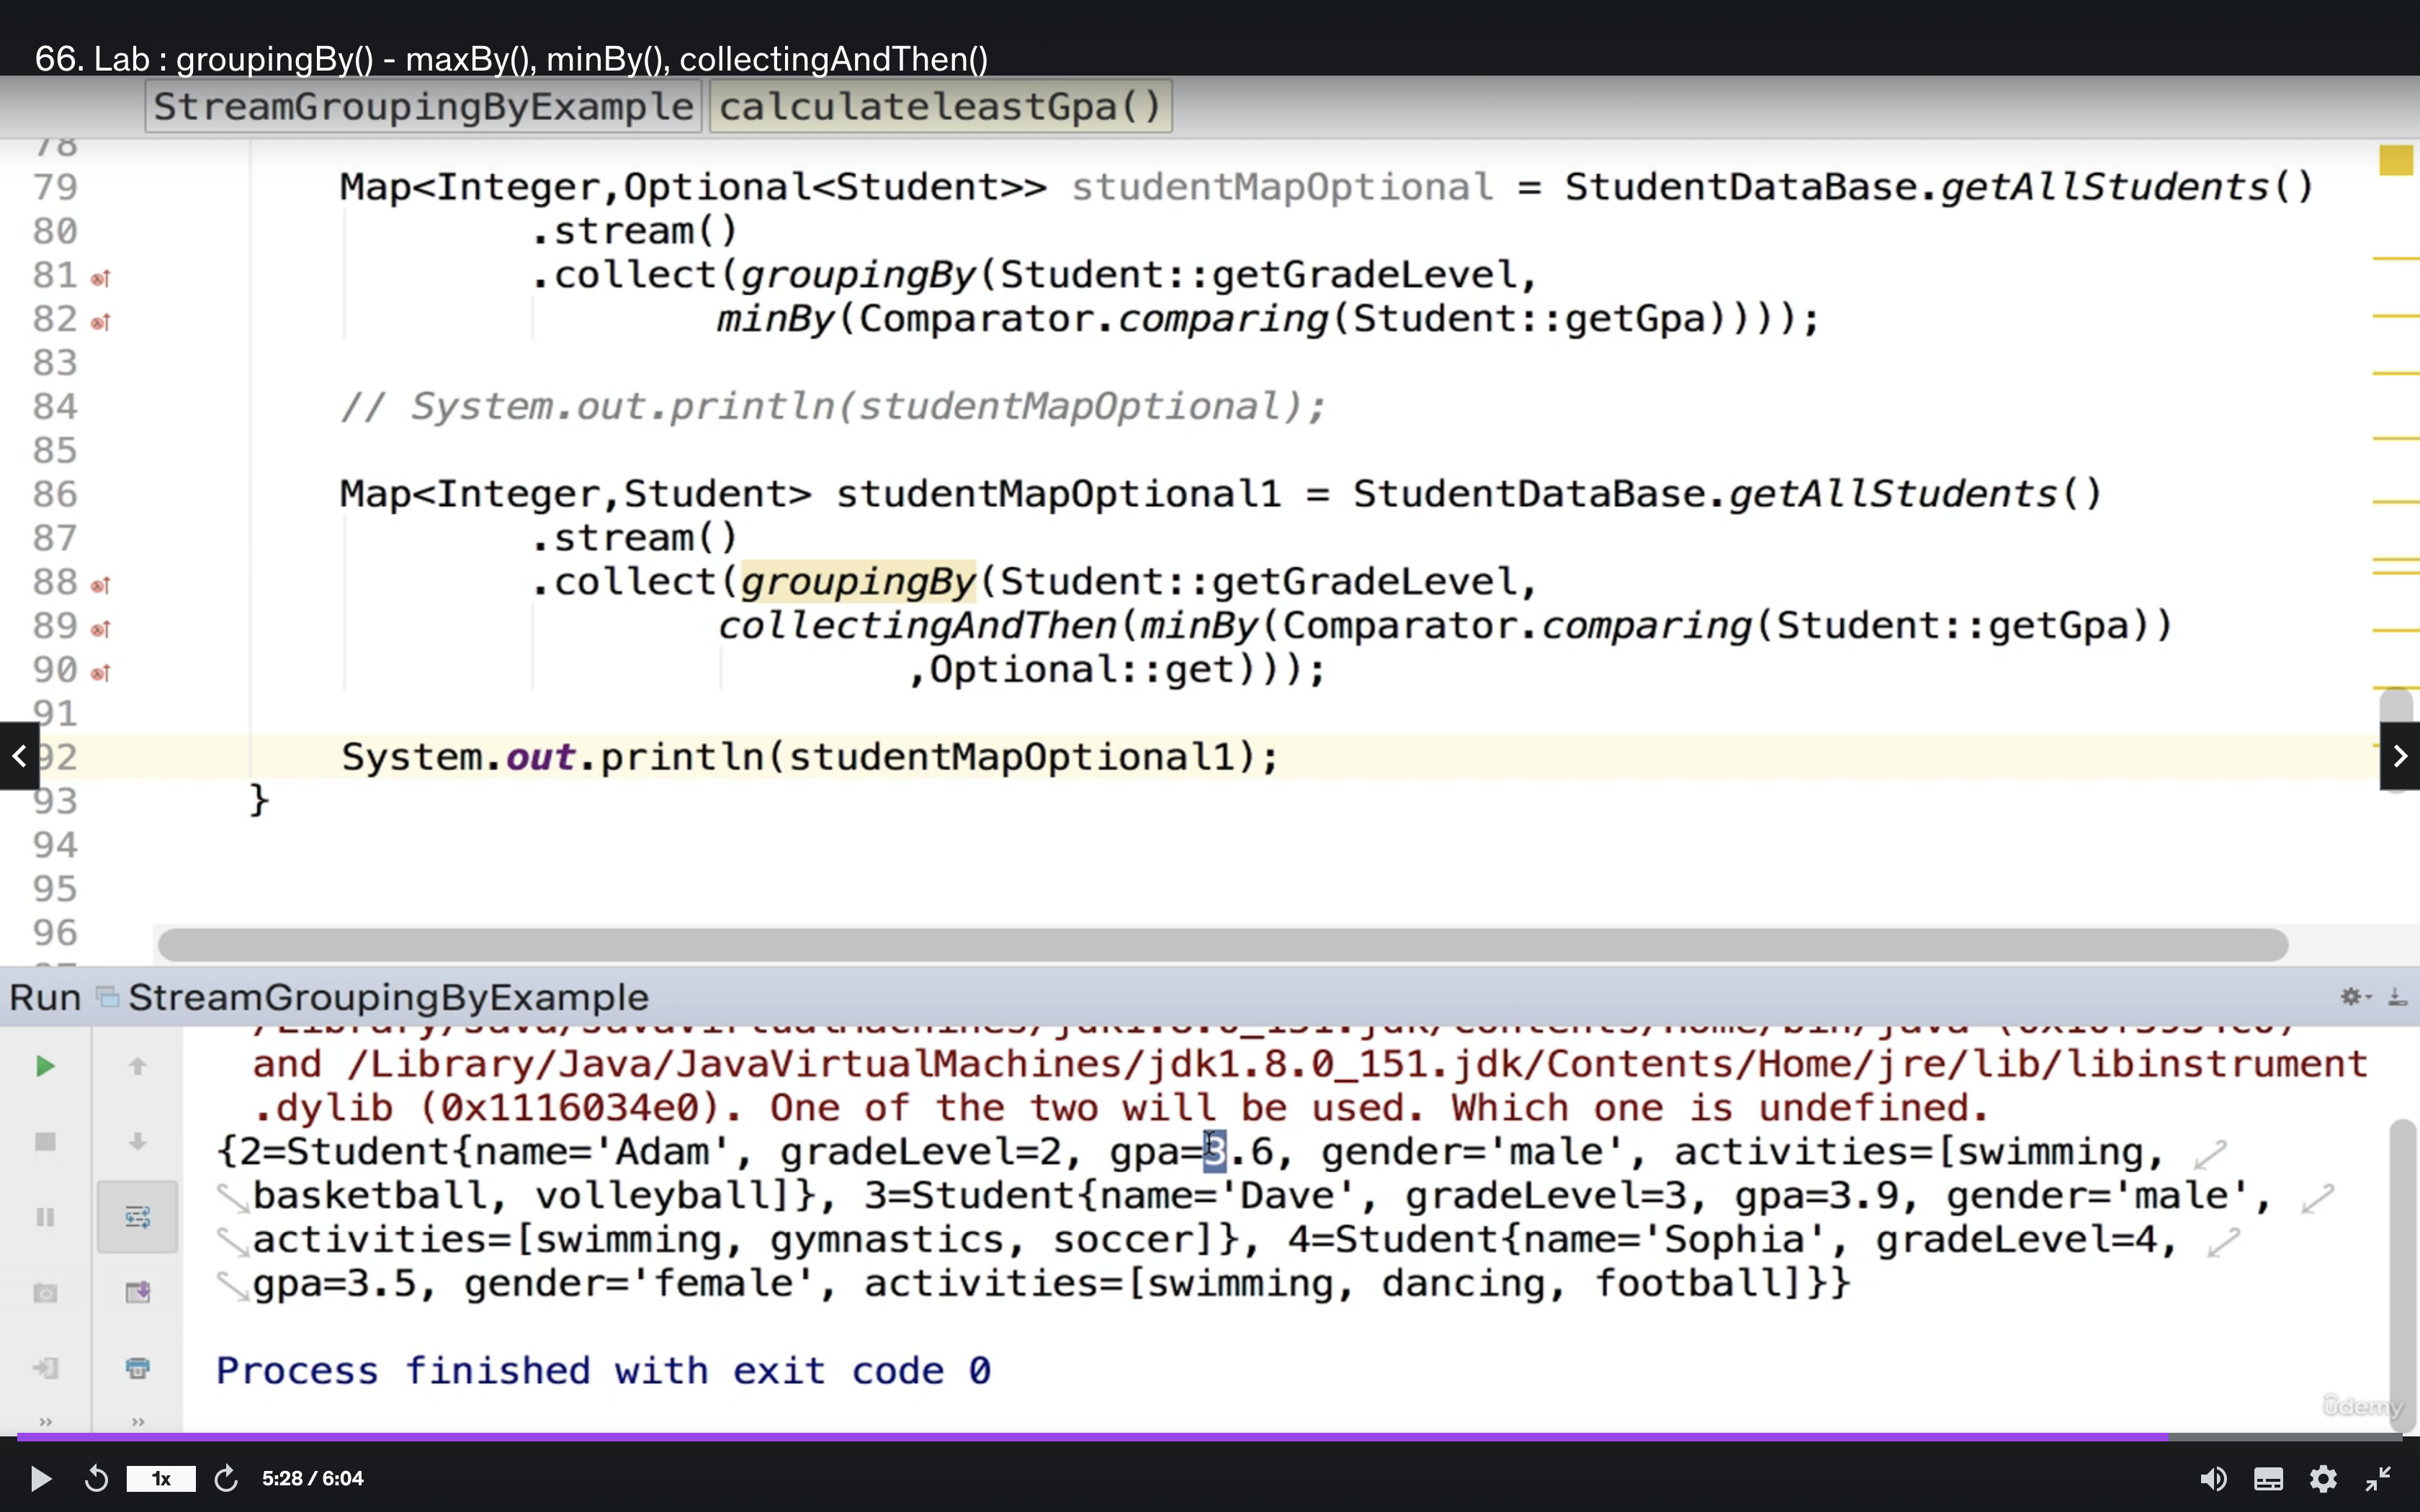 66. Lab : groupingBy() - maxBy(), minBy(), collectingAndThen()
StreamGroupingByExample calculateleastGpa()
78
79 Map<Integer,Optional<Student>> studentMapOptional = StudentDataBase.getAllStudents()
80 .stream()
81 .collect(groupingBy(Student::getGradeLevel,
82 minBy(Comparator.comparing(Student::getGpa))));
83
84 // System.out.println(studentMapOptional);
85
86 Map<Integer,Student> studentMapOptional1 = StudentDataBase.getAllStudents()
87 .stream()
88 .collect(groupingBy(Student::getGradeLevel,
89 collectingAndThen(minBy(Comparator.comparing(Student::getGpa))
90 ,Optional::get)));
91
92 System.out.println(studentMapOptional1);
93 }
94
95
96
Run StreamGroupingByExample
and /Library/Java/JavaVirtualMachines/jdk1.8.0_151.jdk/Contents/Home/jre/lib/libinstrument
.dylib (0x1116034e0). One of the two will be used. Which one is undefined.
{2=Student{name='Adam', gradeLevel=2, gpa=3.6, gender='male', activities=[swimming,
basketball, volleyball]}, 3=Student{name='Dave', gradeLevel=3, gpa=3.9, gender='male',
activities=[swimming, gymnastics, soccer]}, 4=Student{name='Sophia', gradeLevel=4,
gpa=3.5, gender='female', activities=[swimming, dancing, football]}}
Process finished with exit code 0
ûdemy
1x 5:28 / 6:04